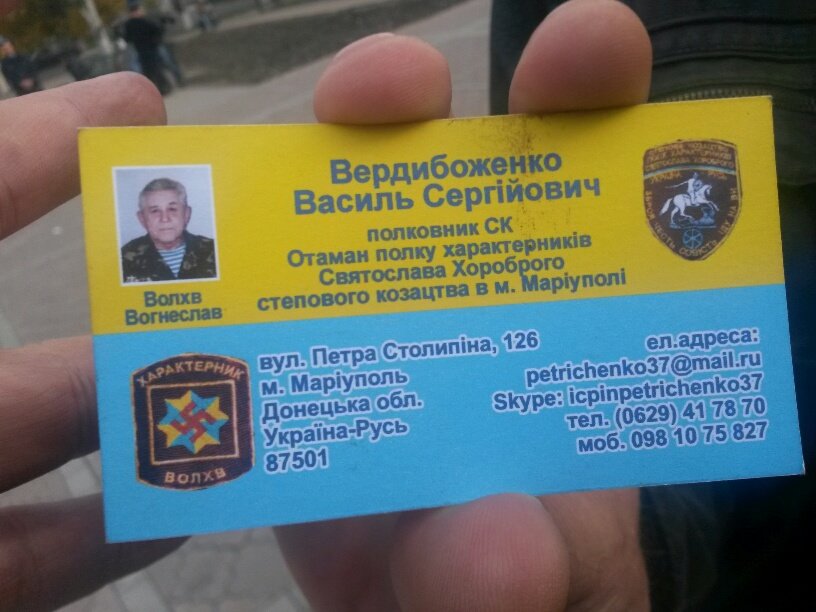 Вердибоженко
Василь Сергійович
полковник СК
Отаман полку характерників
Святослава Хороброго
степового козацтва в м. Маріуполі
Волхв
Вогнеслав
СВЯТОСЛАВА ХОРОБРОГО
ХАРАКТЕРНИК
ВОЛХВ
вул. Петра Столипіна, 126
м. Маріуполь
Донецька обл.
Україна-Русь
87501
ел.адреса:
petrichenko37@mail.ru
Skype: icpinpetrichenko37
тел. (0629) 41 78 70
моб. 098 10 75 827